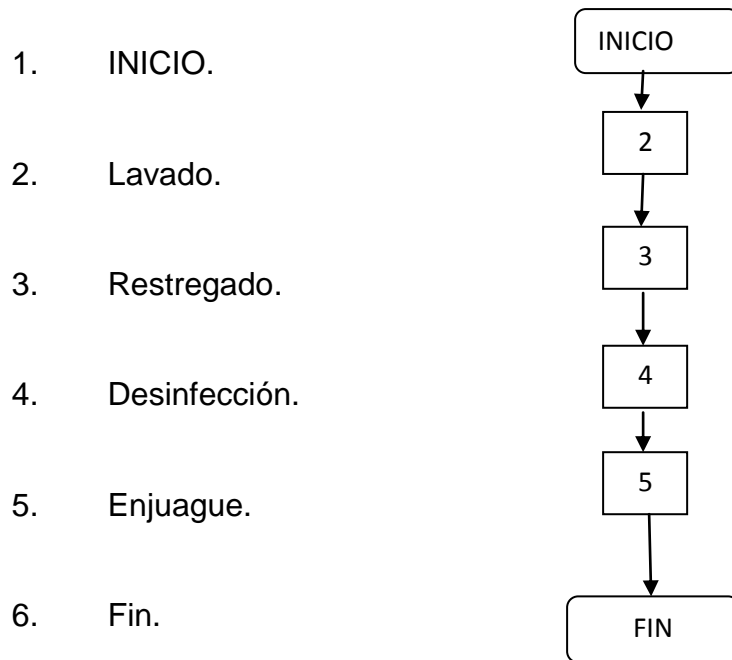 INICIO
1. INICIO.
2
2. Lavado.
3
3. Restregado.
4
4. Desinfección.
5
5. Enjuague.
6. Fin.
FIN